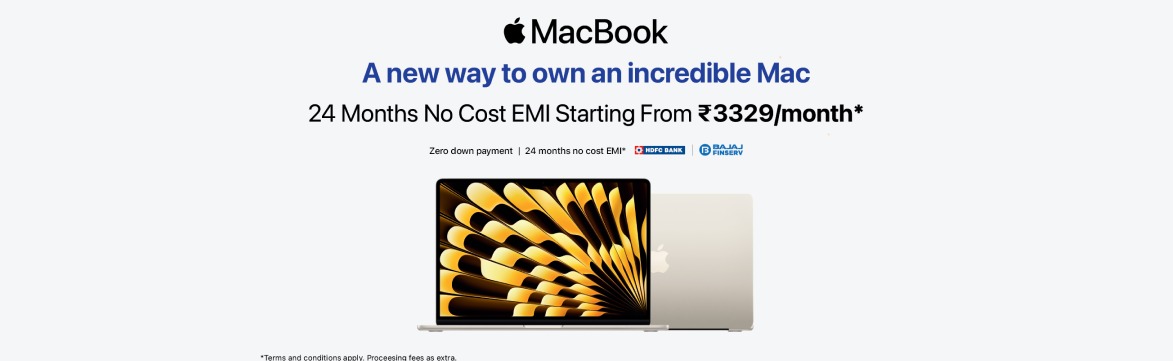 MacBook
A new way to own an incredible Mac
24 Months No Cost EMI Starting From ₹3329/month*
Zero down payment | 24 months no cost EMI* HDFC BANK | BAJAJ FINSERV
*Terms and conditions apply. Proceesing fees as extra.